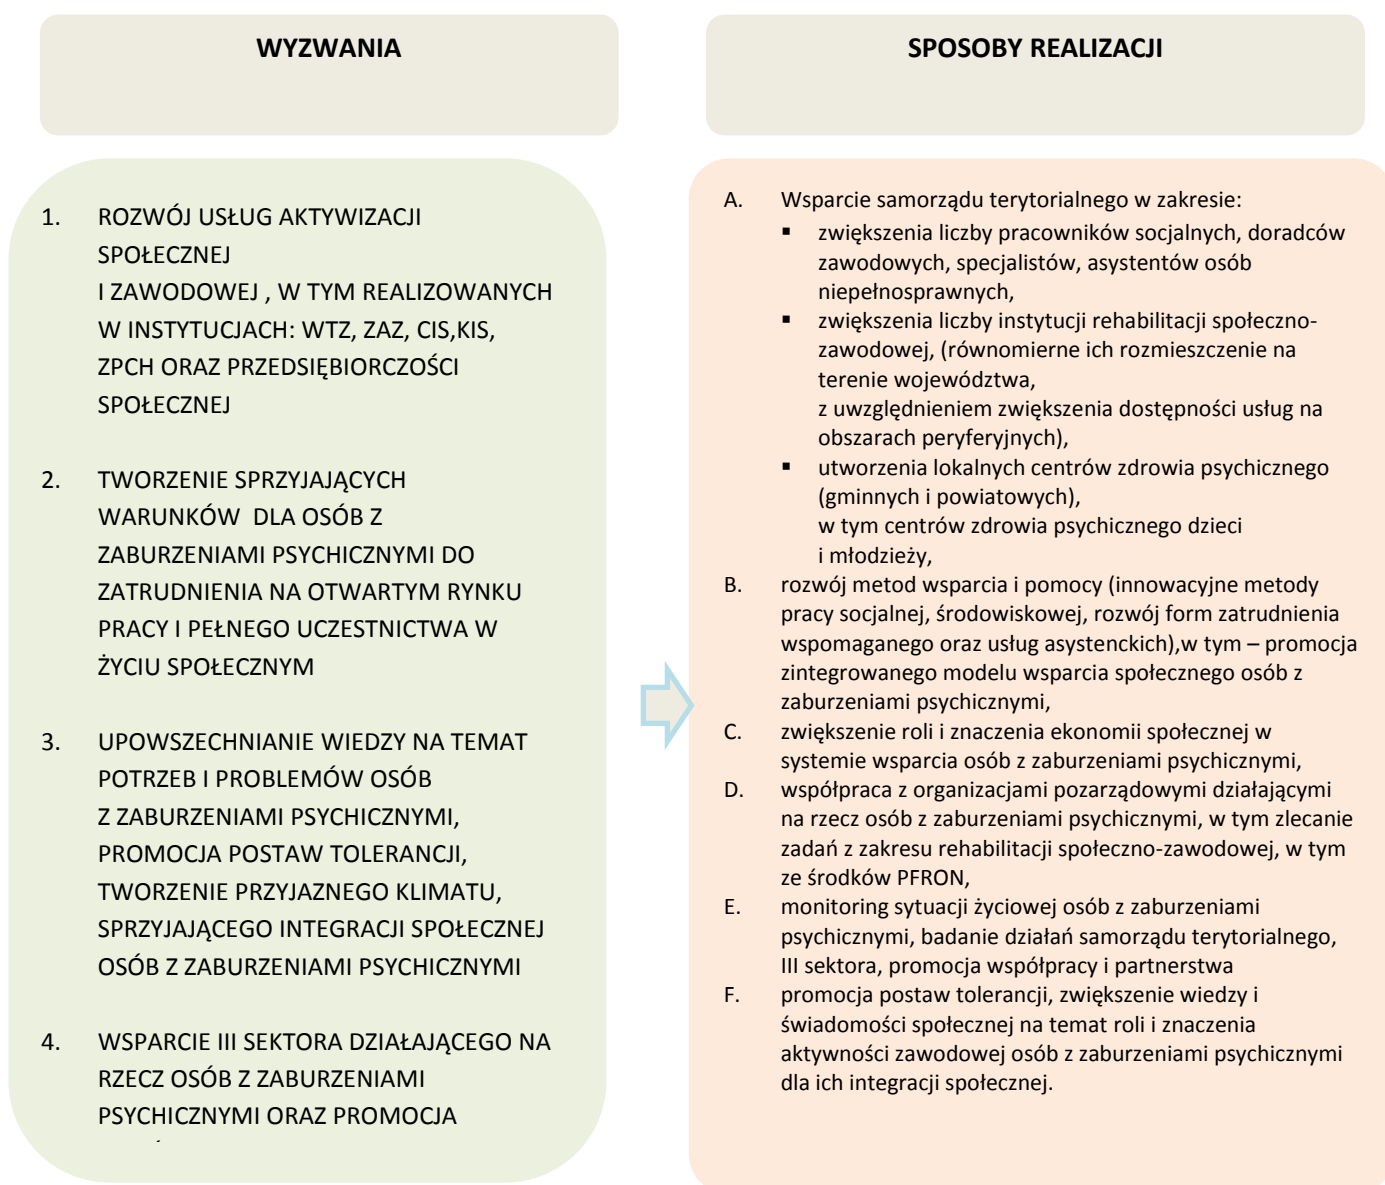 WYZWANIA
SPOSOBY REALIZACJI
1. ROZWÓJ USŁUG AKTYWIZACJI
SPOŁECZNEJ
I ZAWODOWEJ , W TYM REALIZOWANYCH
W INSTYTUCJACH: WTZ, ZAZ, CIS,KIS,
ZPCH ORAZ PRZEDSIĘBIORCZOŚCI
SPOŁECZNEJ
2. TWORZENIE SPRZYJAJĄCYCH
WARUNKÓW DLA OSÓB Z
ZABURZENIAMI PSYCHICZNYMI DO
ZATRUDNIENIA NA OTWARTYM RYNKU
PRACY I PEŁNEGO UCZESTNICTWA W
ŻYCIU SPOŁECZNYM
3. UPOWSZECHNIANIE WIEDZY NA TEMAT
POTRZEB I PROBLEMÓW OSÓB
Z ZABURZENIAMI PSYCHICZNYMI,
PROMOCJA POSTAW TOLERANCJI,
TWORZENIE PRZYJAZNEGO KLIMATU,
SPRZYJAJĄCEGO INTEGRACJI SPOŁECZNEJ
OSÓB Z ZABURZENIAMI PSYCHICZNYMI
4. WSPARCIE III SEKTORA DZIAŁAJĄCEGO NA
RZECZ OSÓB Z ZABURZENIAMI
PSYCHICZNYMI ORAZ PROMOCJA
A. Wsparcie samorządu terytorialnego w zakresie:
▪ zwiększenia liczby pracowników socjalnych, doradców
zawodowych, specjalistów, asystentów osób
niepełnosprawnych,
▪ zwiększenia liczby instytucji rehabilitacji społeczno-
zawodowej, (równomierne ich rozmieszczenie na
terenie województwa,
z uwzględnieniem zwiększenia dostępności usług na
obszarach peryferyjnych),
▪ utworzenia lokalnych centrów zdrowia psychicznego
(gminnych i powiatowych),
w tym centrów zdrowia psychicznego dzieci
i młodzieży,
B. rozwój metod wsparcia i pomocy (innowacyjne metody
pracy socjalnej, środowiskowej, rozwój form zatrudnienia
wspomaganego oraz usług asystenckich),w tym – promocja
zintegrowanego modelu wsparcia społecznego osób z
zaburzeniami psychicznymi,
C. zwiększenie roli i znaczenia ekonomii społecznej w
systemie wsparcia osób z zaburzeniami psychicznymi,
D. współpraca z organizacjami pozarządowymi działającymi
na rzecz osób z zaburzeniami psychicznymi, w tym zlecanie
zadań z zakresu rehabilitacji społeczno-zawodowej, w tym
ze środków PFRON,
E. monitoring sytuacji życiowej osób z zaburzeniami
psychicznymi, badanie działań samorządu terytorialnego,
III sektora, promocja współpracy i partnerstwa
F. promocja postaw tolerancji, zwiększenie wiedzy i
świadomości społecznej na temat roli i znaczenia
aktywności zawodowej osób z zaburzeniami psychicznymi
dla ich integracji społecznej.